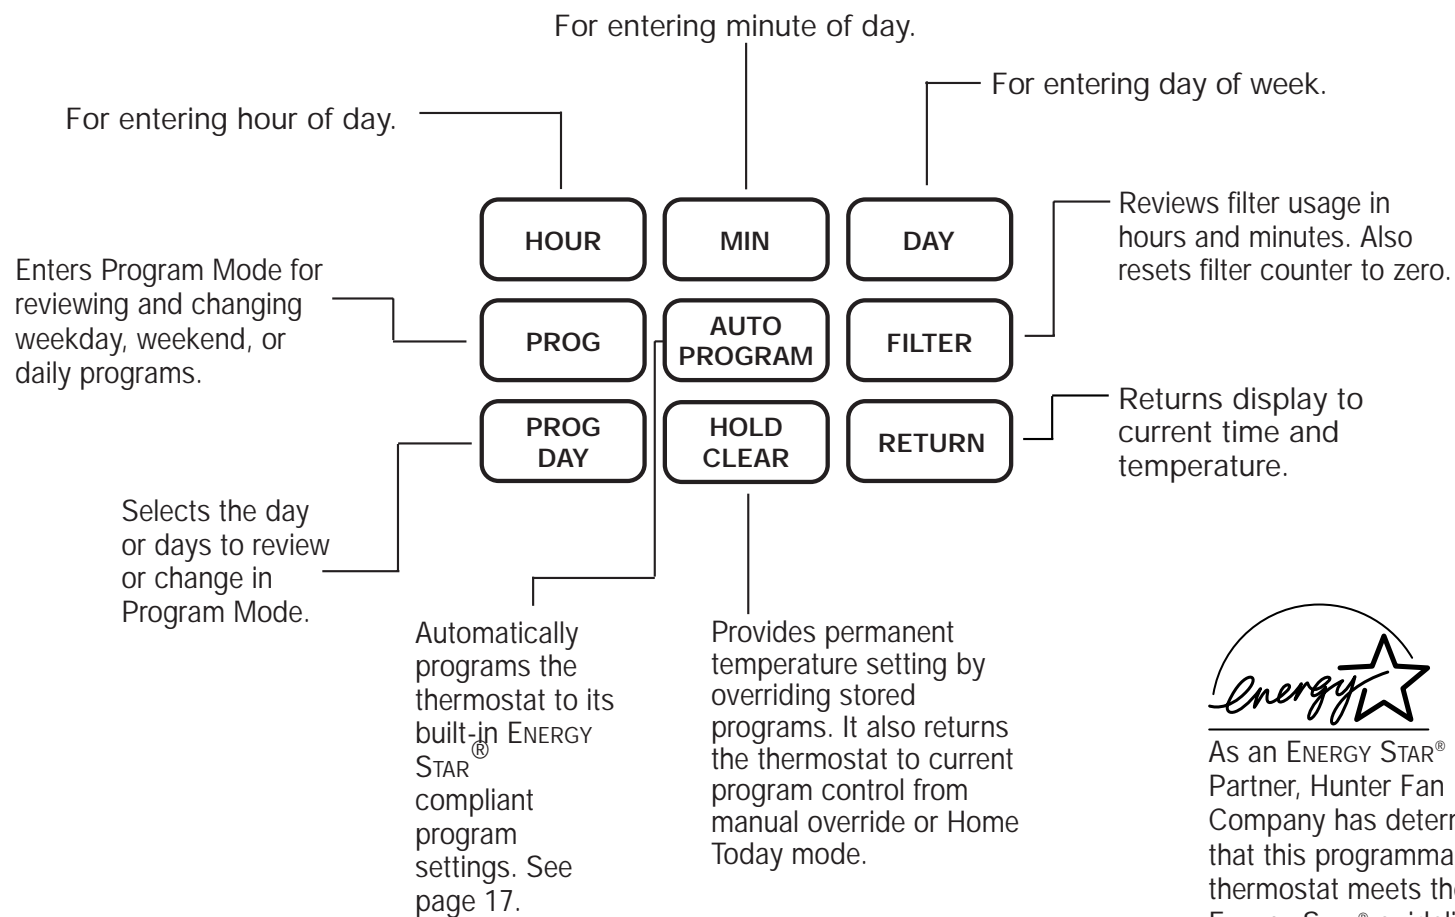 For entering minute of day.
For entering day of week.
For entering hour of day.
Reviews filter usage in
hours and minutes. Also
resets filter counter to zero.
HOUR
MIN
DAY
Enters Program Mode for
reviewing and changing
weekday, weekend, or
daily programs.
PROG
AUTO
PROGRAM
FILTER
PROG
DAY
HOLD
CLEAR
RETURN
Returns display to
current time and
temperature.
Selects the day
or days to review
or change in
Program Mode.
Automatically
programs the
thermostat to its
built-in ENERGY
STAR®
compliant
program
settings. See
page 17.
Provides permanent
temperature setting by
overriding stored
programs. It also returns
the thermostat to current
program control from
manual override or Home
Today mode.
energy
As an ENERGY STAR®
Partner, Hunter Fan
Company has
that this
thermostat meets